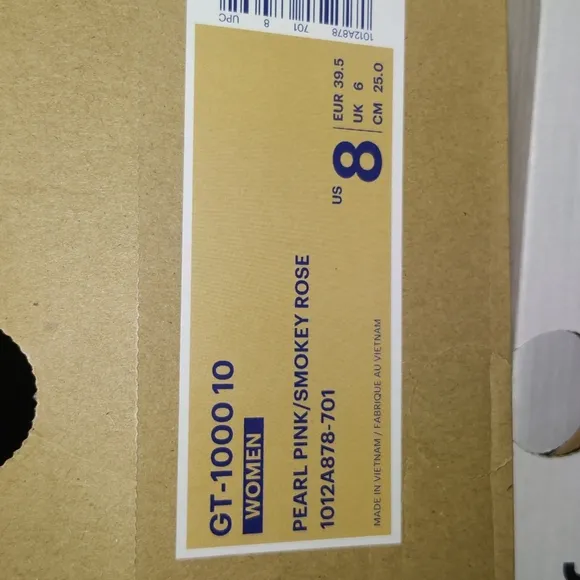 GT-1000 10
WOMEN
PEARL PINK/SMOKEY ROSE
1012A878-701
MADE IN VIETNAM / FABRIQUE AU VIETNAM
US 8
EUR 39.5
UK 6
CM 25.0
UPC
8
701
1012A878